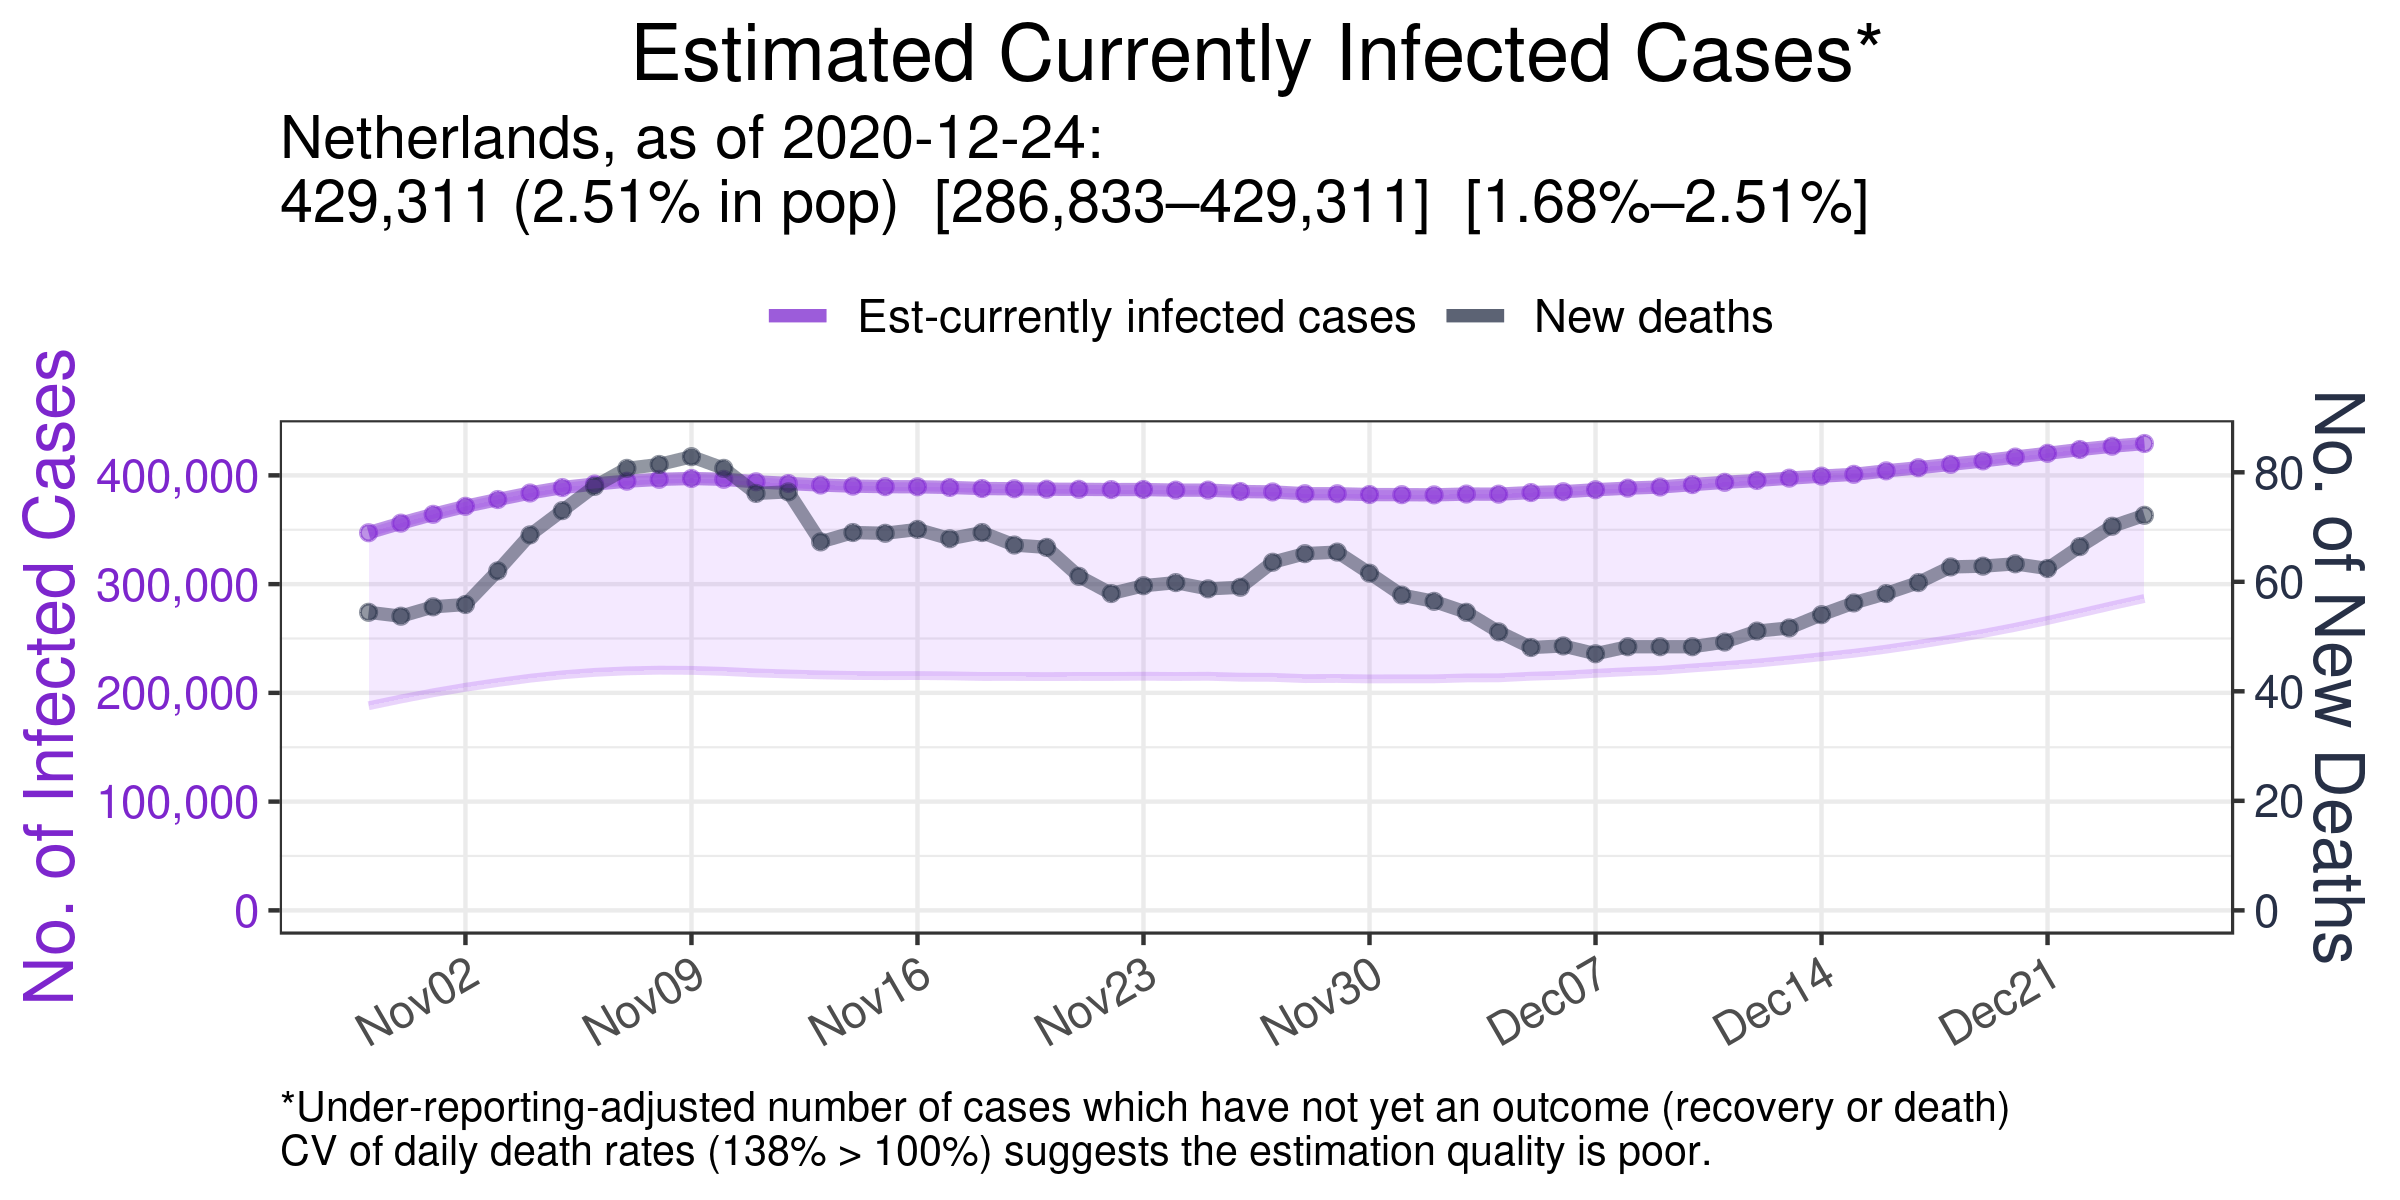 Estimated Currently Infected Cases*
Netherlands, as of 2020-12-24:
429,311 (2.51% in pop)  [286,833–429,311]  [1.68%–2.51%]
Est-currently infected cases
New deaths
No. of Infected Cases
400,000
300,000
200,000
100,000
0
80
60
40
20
0
No. of New Deaths
Nov02
Nov09
Nov16
Nov23
Nov30
Dec07
Dec14
Dec21
*Under-reporting-adjusted number of cases which have not yet an outcome (recovery or death)
CV of daily death rates (138% > 100%) suggests the estimation quality is poor.